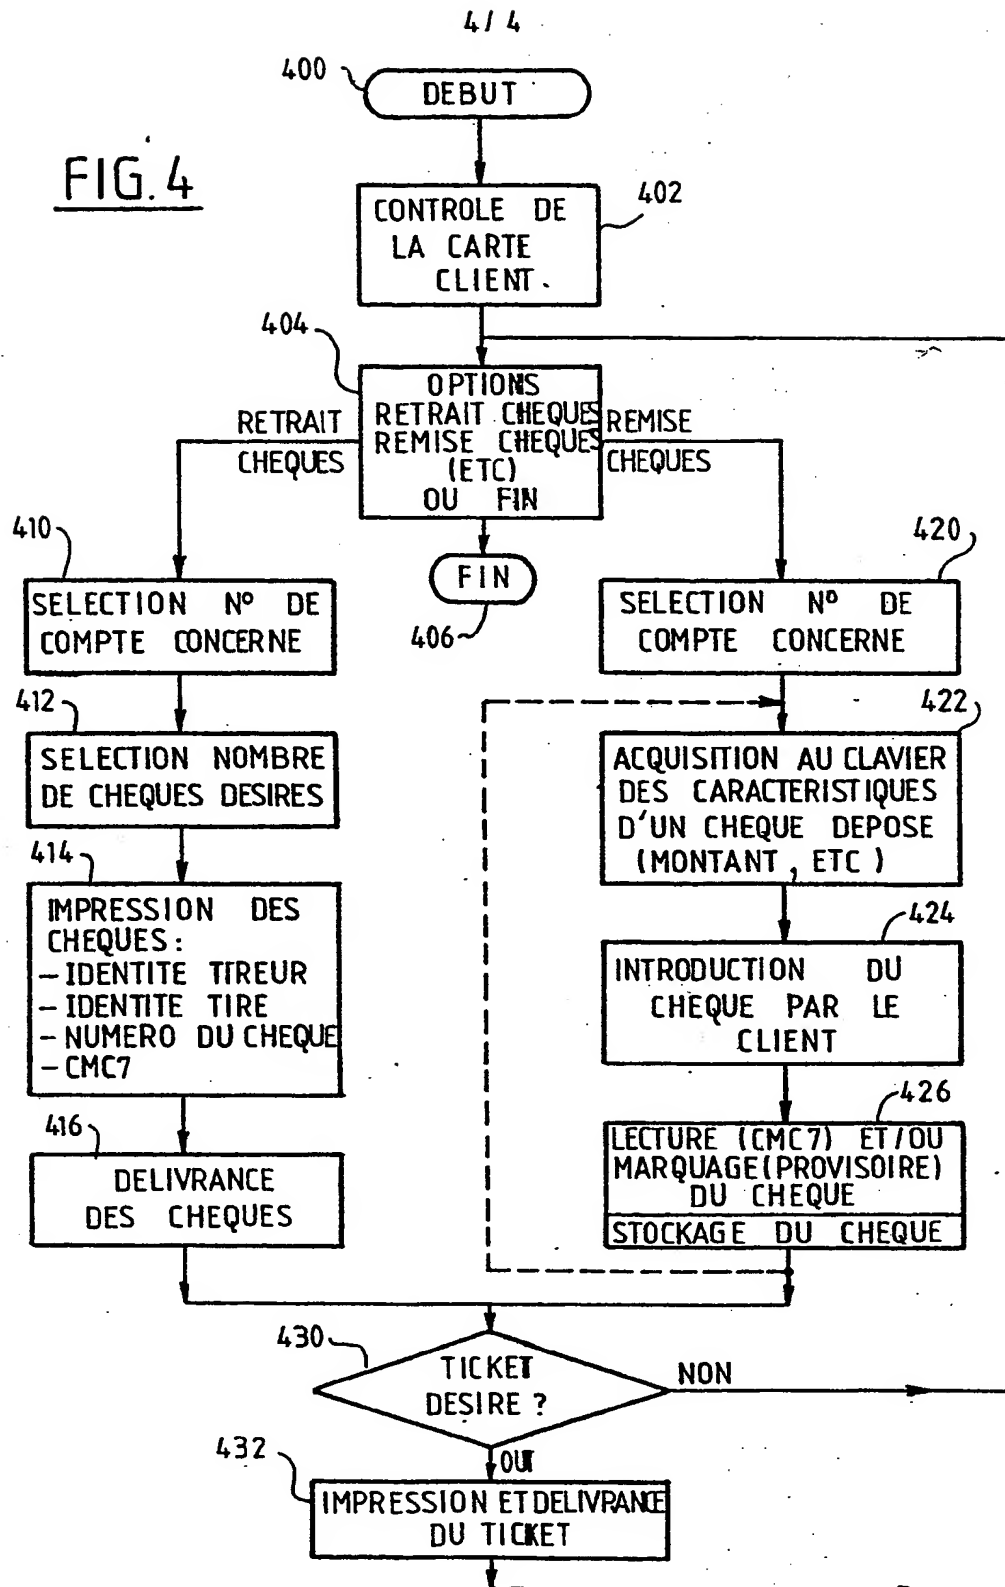 4/4
400
DEBUT
FIG. 4
402
CONTROLE DE
LA CARTE
CLIENT.
404
OPTIONS
RETRAIT CHEQUES
REMISE CHEQUES
(ETC)
OU FIN
RETRAIT
CHEQUES
REMISE
CHEQUES
FIN
406
410
SELECTION Nº DE
COMPTE CONCERNE
412
SELECTION NOMBRE
DE CHEQUES DESIRES
414
IMPRESSION DES
CHEQUES :
- IDENTITE TIREUR
- IDENTITE TIRE
- NUMERO DU CHEQUE
- CMC7
416
DELIVRANCE
DES CHEQUES
420
SELECTION Nº DE
COMPTE CONCERNE
422
ACQUISITION AU CLAVIER
DES CARACTERISTIQUES
D'UN CHEQUE DEPOSE
(MONTANT, ETC)
424
INTRODUCTION DU
CHEQUE PAR LE
CLIENT
426
LECTURE (CMC7) ET/OU
MARQUAGE (PROVISOIRE)
DU CHEQUE
STOCKAGE DU CHEQUE
430
TICKET
DESIRE ?
NON
OUI
432
IMPRESSION ET DELIVRANCE
DU TICKET